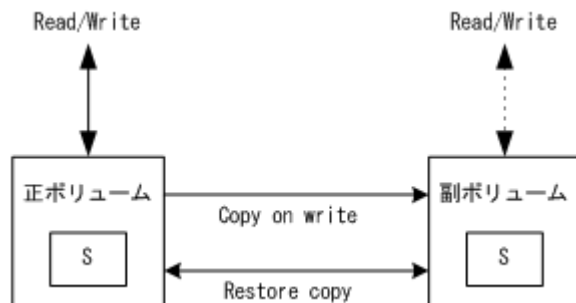 Read/Write
Read/Write
正ボリューム
副ボリューム
Copy on write
S
S
Restore copy